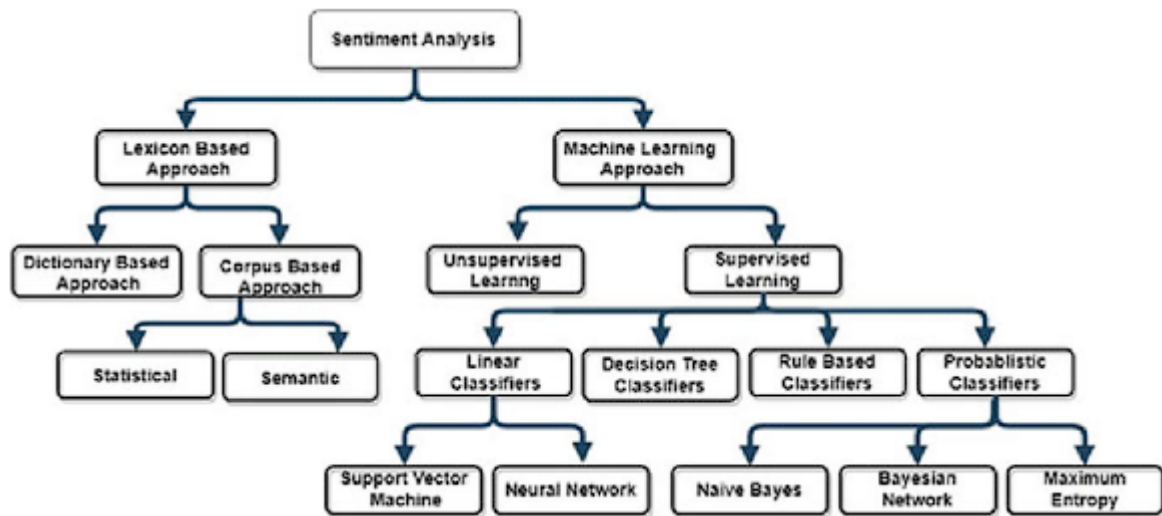 Sentiment Analysis
Lexicon Based
Approach
Machine Learning
Approach
Dictionary Based
Approach
Corpus Based
Approach
Unsupervised
Learnng
Supervised
Learning
Statistical
Semantic
Linear
Classifiers
Decision Tree
Classifiers
Rule Based
Classifiers
Probablistic
Classifiers
Support Vector
Machine
Neural Network
Naive Bayes
Bayesian
Network
Maximum
Entropy